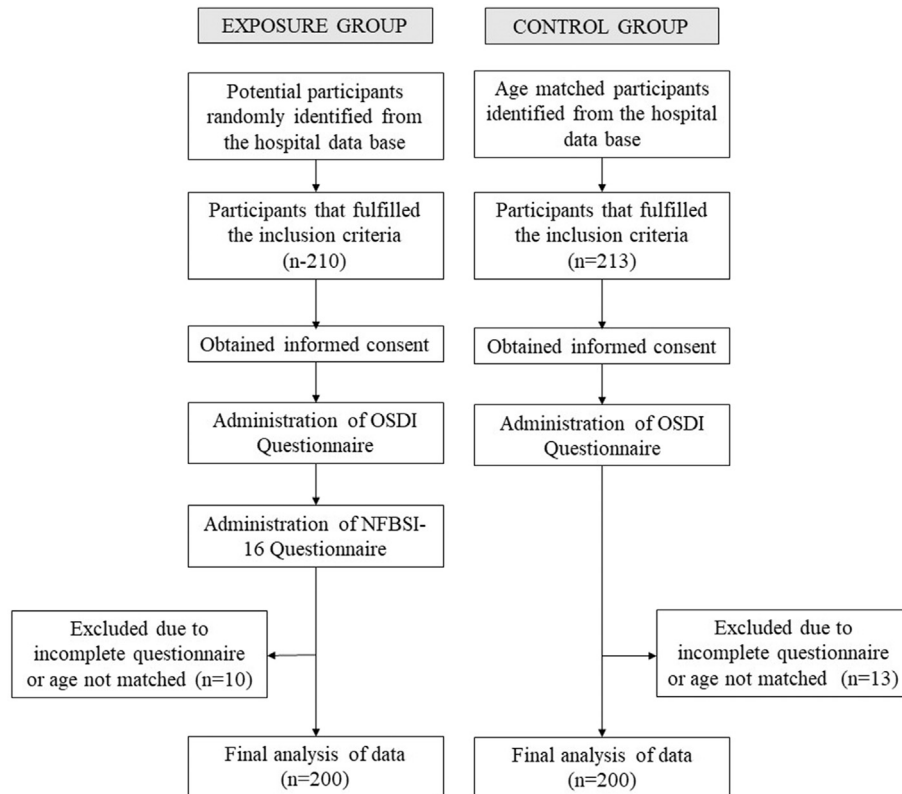 EXPOSURE GROUP
Potential participants
randomly identified from
the hospital data base
Participants that fulfilled
the inclusion criteria
(n-210)
Obtained informed consent
Administration of OSDI
Questionnaire
Administration of NFBSI-
16 Questionnaire
Excluded due to
incomplete questionnaire
or age not matched (n=10)
Final analysis of data
(n=200)
CONTROL GROUP
Age matched participants
identified from the hospital
data base
Participants that fulfilled
the inclusion criteria
(n=213)
Obtained informed consent
Administration of OSDI
Questionnaire
Excluded due to
incomplete questionnaire
or age not matched (n=13)
Final analysis of data
(n=200)